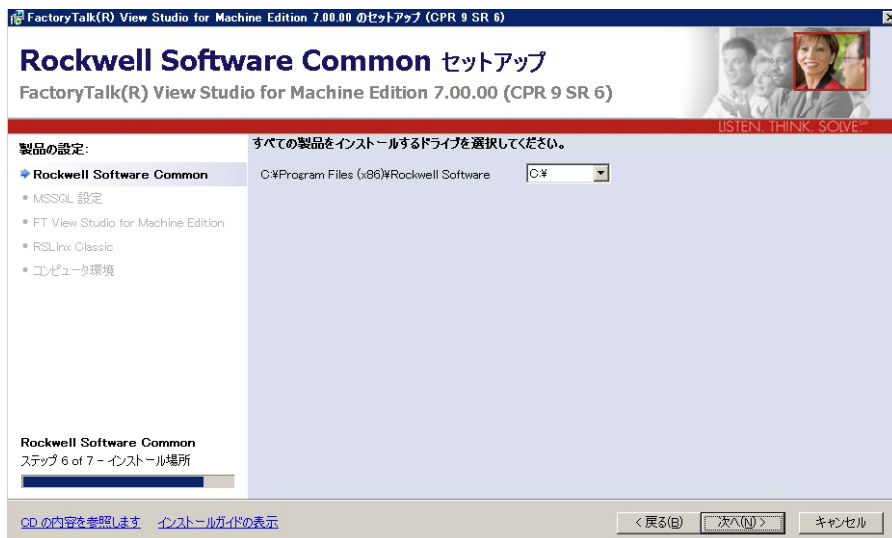 FactoryTalk(R) View Studio for Machine Edition 7.00.00 のセットアップ (CPR 9 SR 6)
Rockwell Software Common セットアップ
FactoryTalk(R) View Studio for Machine Edition 7.00.00 (CPR 9 SR 6)
LISTEN. THINK. SOLVE.℠
製品の設定:
Rockwell Software Common
MSSQL 設定
FT View Studio for Machine Edition
RSLinx Classic
コンピュータ環境
すべての製品をインストールするドライブを選択してください。
C:¥Program Files (x86)¥Rockwell Software
C:¥
Rockwell Software Common
ステップ 6 of 7 - インストール場所
CD の内容を参照します
インストールガイドの表示
< 戻る(B)
次へ(N) >
キャンセル